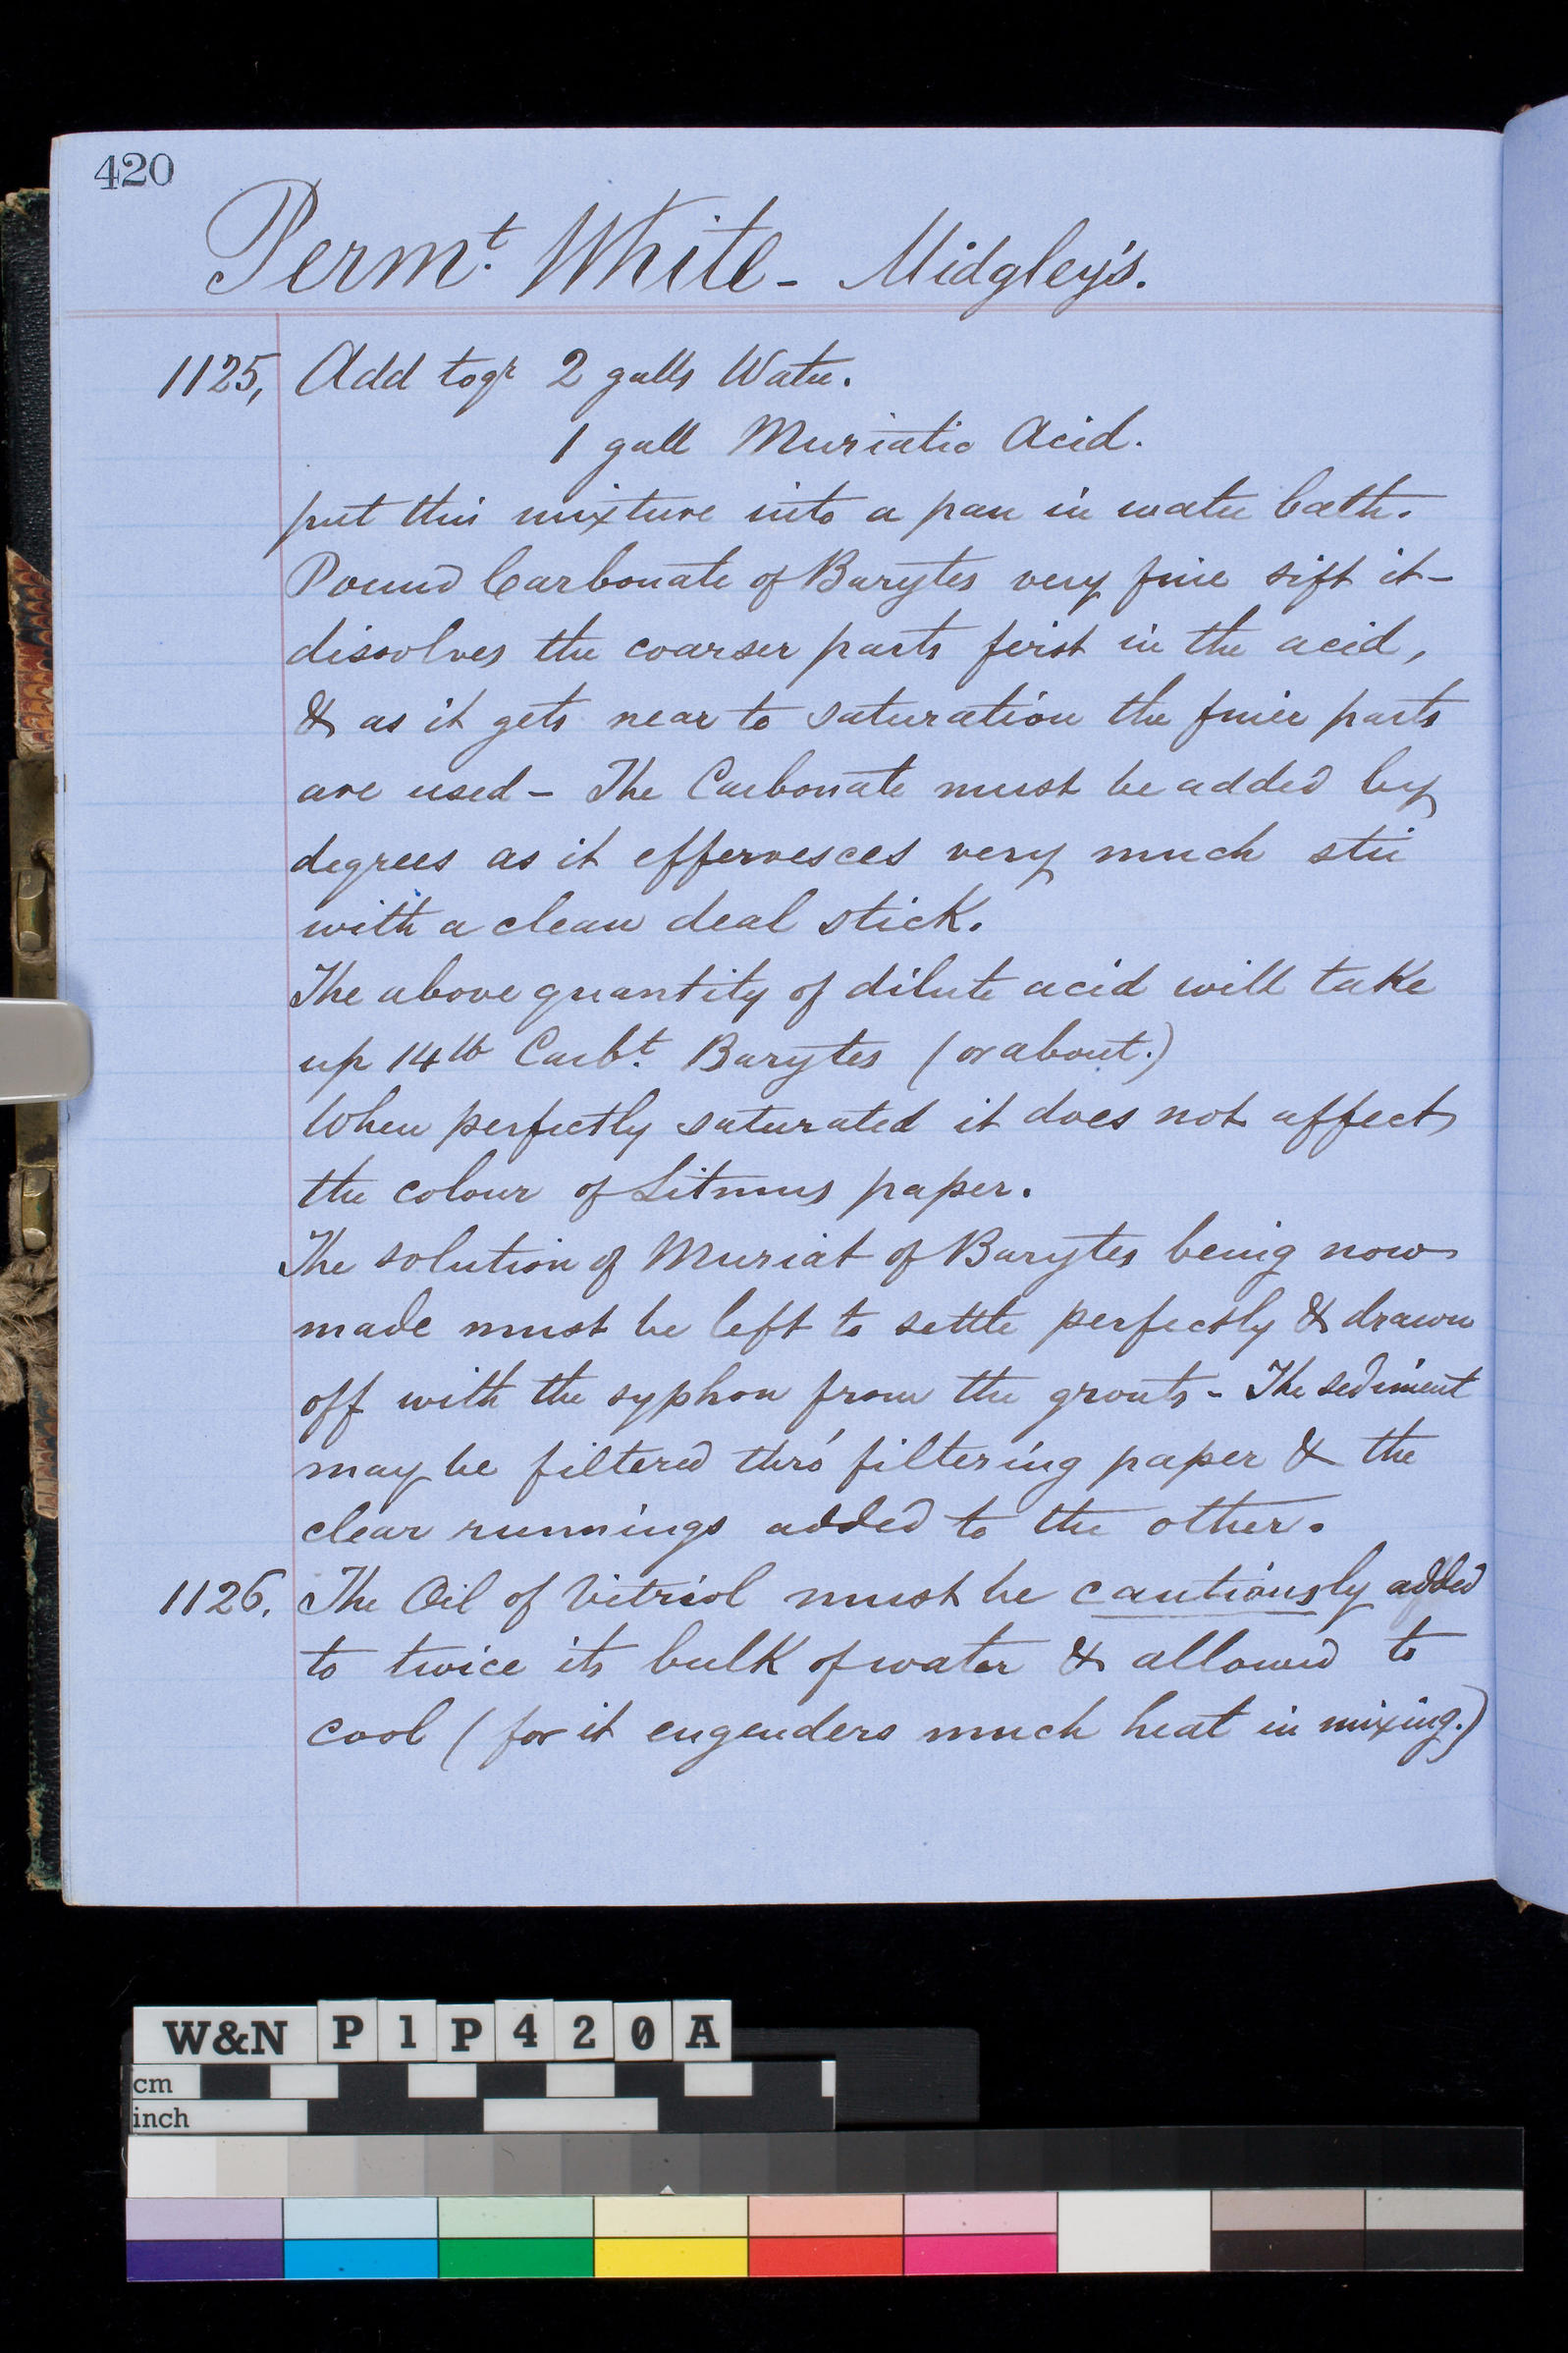 420
Permt. White - Midgley's.
1125, Add togr 2 galls Water.
1 gall Muriatic Acid.
put this mixture into a pan in water bath.
Pound Carbonate of Barytes very fine sift it -
dissolves the coarser parts first in the acid,
& as it gets near to saturation the finer parts
are used - The Carbonate must be added by
degrees as it effervesces very much stir
with a clean deal stick.
The above quantity of dilute acid will take
up 14 lb Carbt. Barytes (or about.)
When perfectly saturated it does not affect
the colour of Litmus paper.
The solution of Muriat of Barytes being now
made must be left to settle perfectly & drawn
off with the syphon from the grouts - The sediment
may be filtered thro' filtering paper & the
clear runnings added to the other.
1126. The Oil of Vitriol must be cautiously added
to twice its bulk of water & allowed to
cool (for it engenders much heat in mixing.)
W&N P1P420A
cm
inch